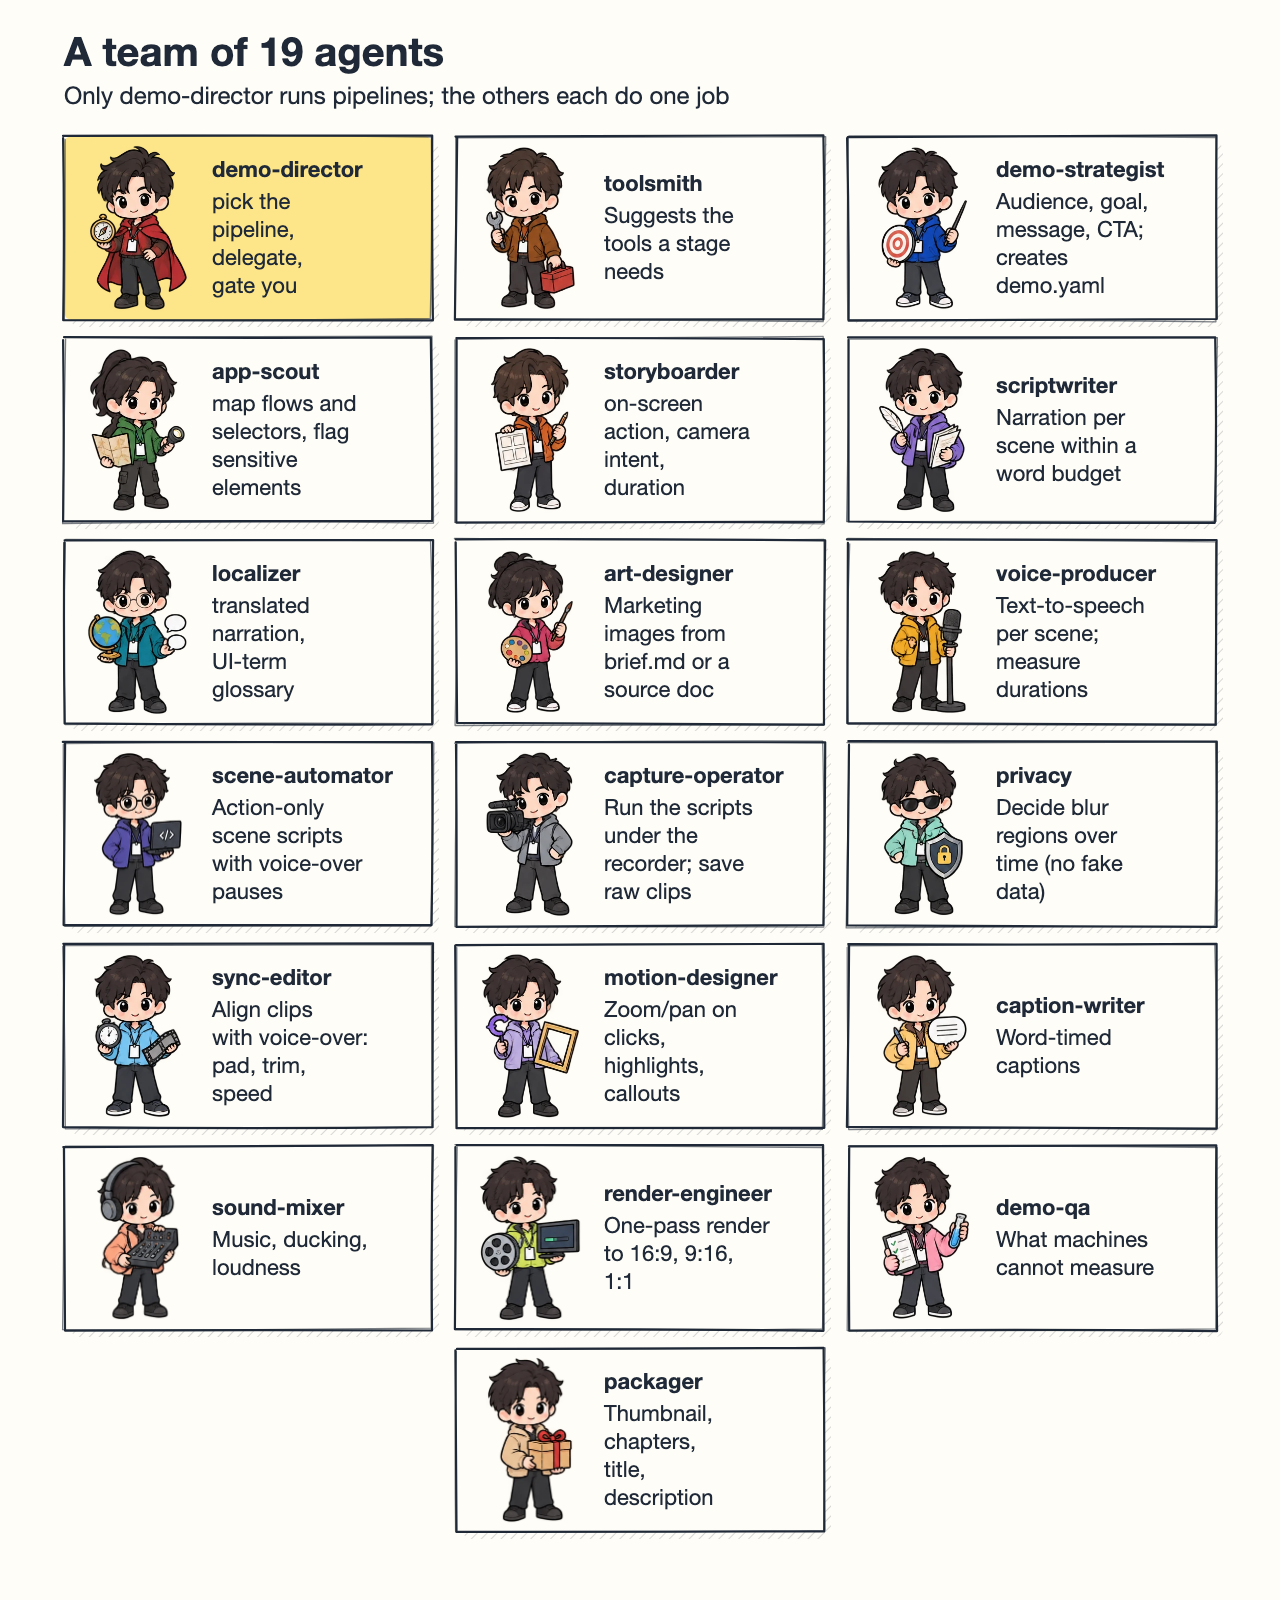 A team of 19 agents
Only demo-director runs pipelines; the others each do one job
demo-director
pick the
pipeline,
delegate,
gate you
toolsmith
Suggests the
tools a stage
needs
demo-strategist
Audience, goal,
message, CTA;
creates
demo.yaml
app-scout
map flows and
selectors, flag
sensitive
elements
storyboarder
on-screen
action, camera
intent,
duration
scriptwriter
Narration per
scene within a
word budget
localizer
translated
narration,
UI-term
glossary
art-designer
Marketing
images from
brief.md or a
source doc
voice-producer
Text-to-speech
per scene;
measure
durations
scene-automator
Action-only
scene scripts
with voice-over
pauses
</>
capture-operator
Run the scripts
under the
recorder; save
raw clips
privacy
Decide blur
regions over
time (no fake
data)
sync-editor
Align clips
with voice-over:
pad, trim,
speed
motion-designer
Zoom/pan on
clicks,
highlights,
callouts
caption-writer
Word-timed
captions
sound-mixer
Music, ducking,
loudness
render-engineer
One-pass render
to 16:9, 9:16,
1:1
demo-qa
What machines
cannot measure
packager
Thumbnail,
chapters,
title,
description